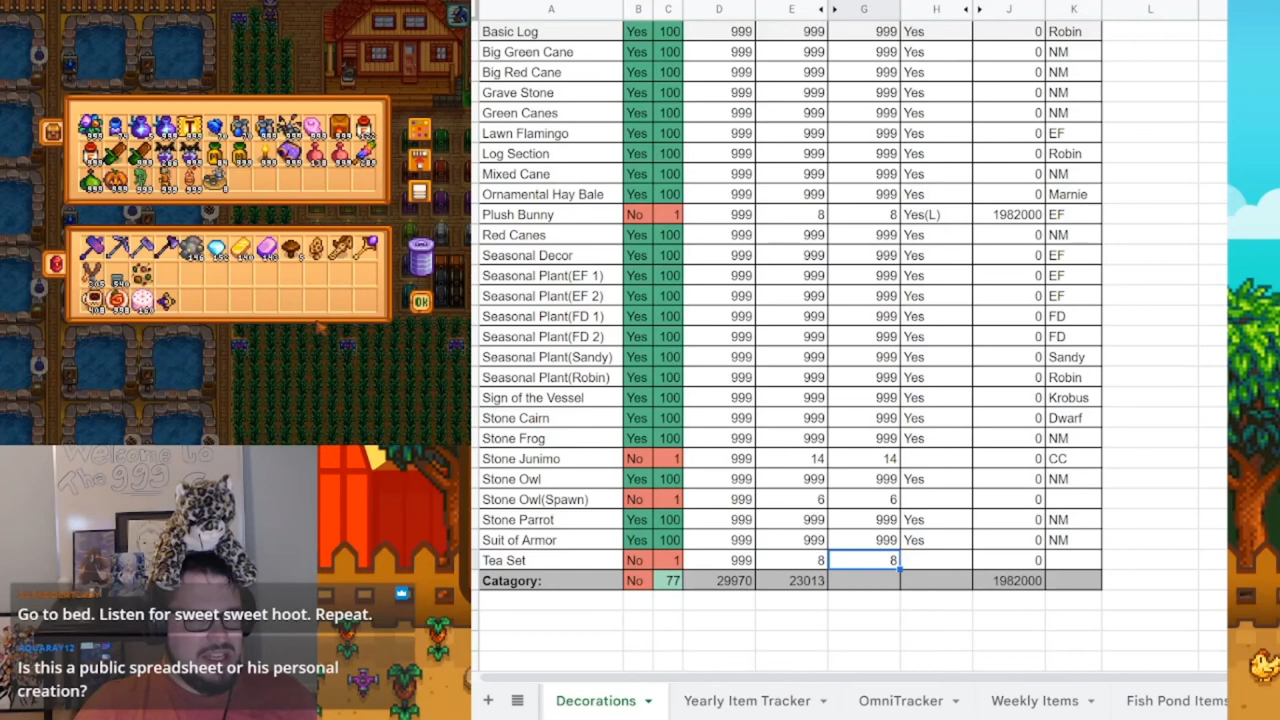 A B C D E G H J K L
Basic Log Yes 100 999 999 999 Yes 0 Robin
Big Green Cane Yes 100 999 999 999 Yes 0 NM
Big Red Cane Yes 100 999 999 999 Yes 0 NM
Grave Stone Yes 100 999 999 999 Yes 0 NM
Green Canes Yes 100 999 999 999 Yes 0 NM
Lawn Flamingo Yes 100 999 999 999 Yes 0 EF
Log Section Yes 100 999 999 999 Yes 0 Robin
Mixed Cane Yes 100 999 999 999 Yes 0 NM
Ornamental Hay Bale Yes 100 999 999 999 Yes 0 Marnie
Plush Bunny No 1 999 8 8 Yes(L) 1982000 EF
Red Canes Yes 100 999 999 999 Yes 0 NM
Seasonal Decor Yes 100 999 999 999 Yes 0 EF
Seasonal Plant(EF 1) Yes 100 999 999 999 Yes 0 EF
Seasonal Plant(EF 2) Yes 100 999 999 999 Yes 0 EF
Seasonal Plant(FD 1) Yes 100 999 999 999 Yes 0 FD
Seasonal Plant(FD 2) Yes 100 999 999 999 Yes 0 FD
Seasonal Plant(Sandy) Yes 100 999 999 999 Yes 0 Sandy
Seasonal Plant(Robin) Yes 100 999 999 999 Yes 0 Robin
Sign of the Vessel Yes 100 999 999 999 Yes 0 Krobus
Stone Cairn Yes 100 999 999 999 Yes 0 Dwarf
Stone Frog Yes 100 999 999 999 Yes 0 NM
Stone Junimo No 1 999 14 14 0 CC
Stone Owl Yes 100 999 999 999 Yes 0 NM
Stone Owl(Spawn) No 1 999 6 6 0
Stone Parrot Yes 100 999 999 999 Yes 0 NM
Suit of Armor Yes 100 999 999 999 Yes 0 NM
Tea Set No 1 999 8 8 0
Catagory: No 77 29970 23013 1982000
Decorations Yearly Item Tracker OmniTracker Weekly Items Fish Pond Items
OK
Welcome to
The 999
Go to bed. Listen for sweet sweet hoot. Repeat.
AQUARAY12
Is this a public spreadsheet or his personal
creation?